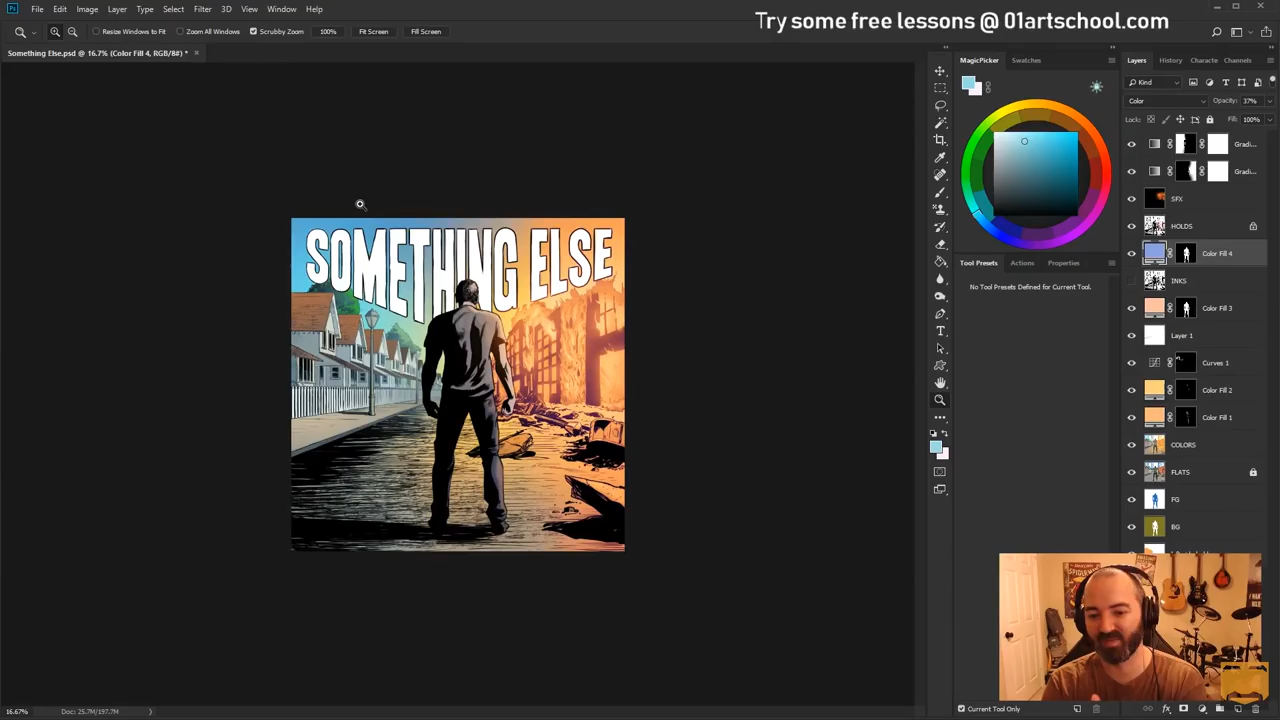 Ps File Edit Image Layer Type Select Filter 3D View Window Help
Try some free lessons @ 01artschool.com
Resize Windows to Fit Zoom All Windows Scrubby Zoom 100% Fit Screen Fill Screen
Something Else.psd @ 16.7% (Color Fill 4, RGB/8#) * ×
MagicPicker Swatches
Layers History Characte Channels
Kind
Color Opacity: 37%
Lock: Fill: 100%
Gradi...
Gradi...
SFX
HOLDS
Color Fill 4
INKS
Color Fill 3
Layer 1
Curves 1
Color Fill 2
Color Fill 1
COLORS
FLATS
FG
BG
Tool Presets Actions Properties
No Tool Presets Defined for Current Tool.
SOMETHING ELSE
Current Tool Only
16.67% Doc: 25.7M/197.7M